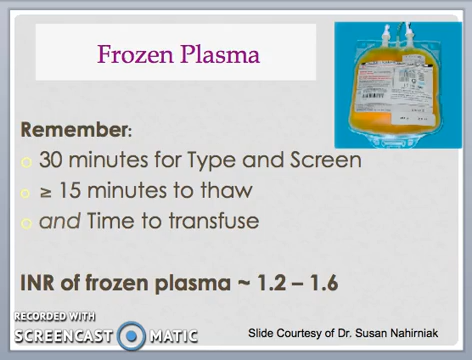 Frozen Plasma
Remember:
30 minutes for Type and Screen
≥ 15 minutes to thaw
and Time to transfuse
INR of frozen plasma ~ 1.2 – 1.6
RECORDED WITH
SCREENCAST MATIC
Slide Courtesy of Dr. Susan Nahirniak